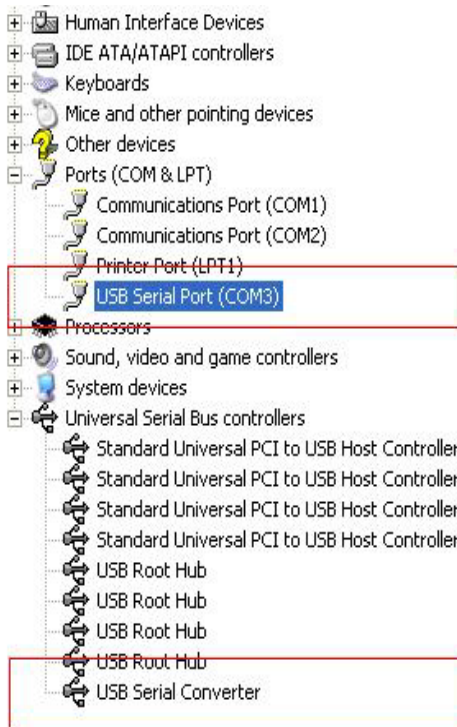 Human Interface Devices
IDE ATA/ATAPI controllers
Keyboards
Mice and other pointing devices
Other devices
Ports (COM & LPT)
Communications Port (COM1)
Communications Port (COM2)
Printer Port (LPT1)
USB Serial Port (COM3)
Processors
Sound, video and game controllers
System devices
Universal Serial Bus controllers
Standard Universal PCI to USB Host Controller
Standard Universal PCI to USB Host Controller
Standard Universal PCI to USB Host Controller
Standard Universal PCI to USB Host Controller
USB Root Hub
USB Root Hub
USB Root Hub
USB Root Hub
USB Serial Converter